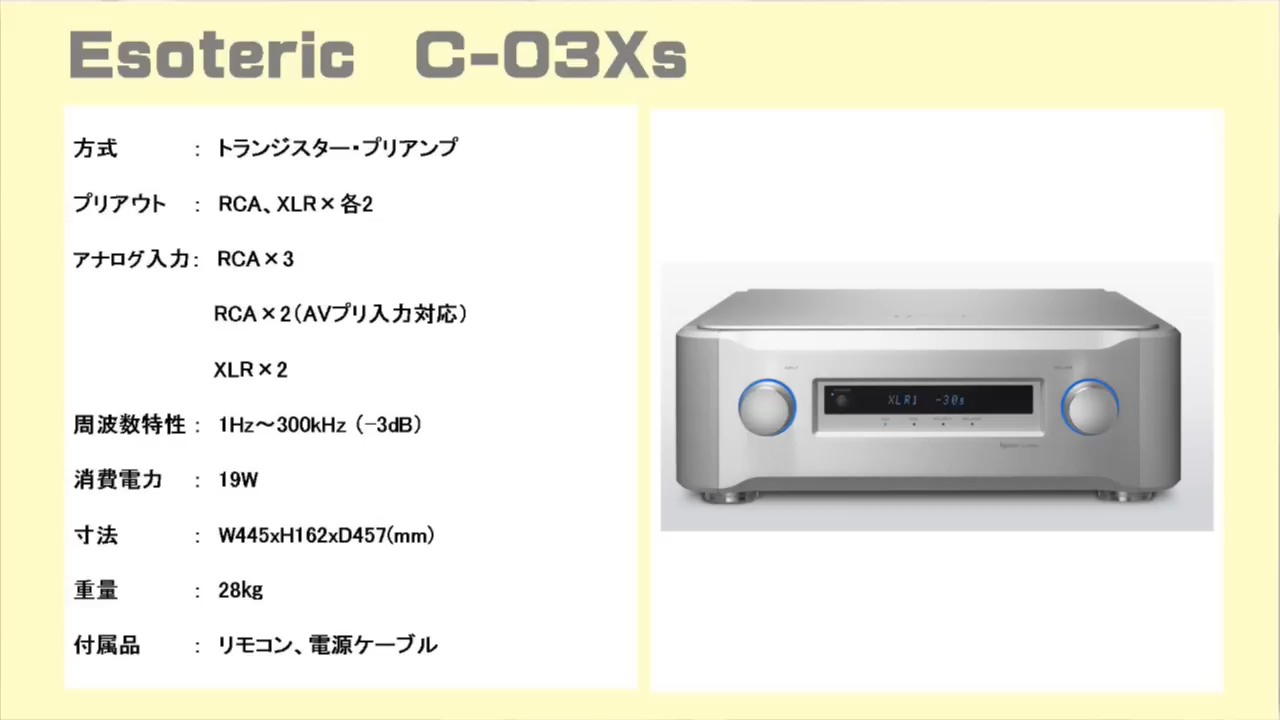 Esoteric C-03Xs
方式 : トランジスター・プリアンプ
プリアウト : RCA、XLR×各2
アナログ入力: RCA×3
RCA×2(AVプリ入力対応)
XLR×2
周波数特性 : 1Hz～300kHz (-3dB)
消費電力 : 19W
寸法 : W445xH162xD457(mm)
重量 : 28kg
付属品 : リモコン、電源ケーブル
XLR1 -30s